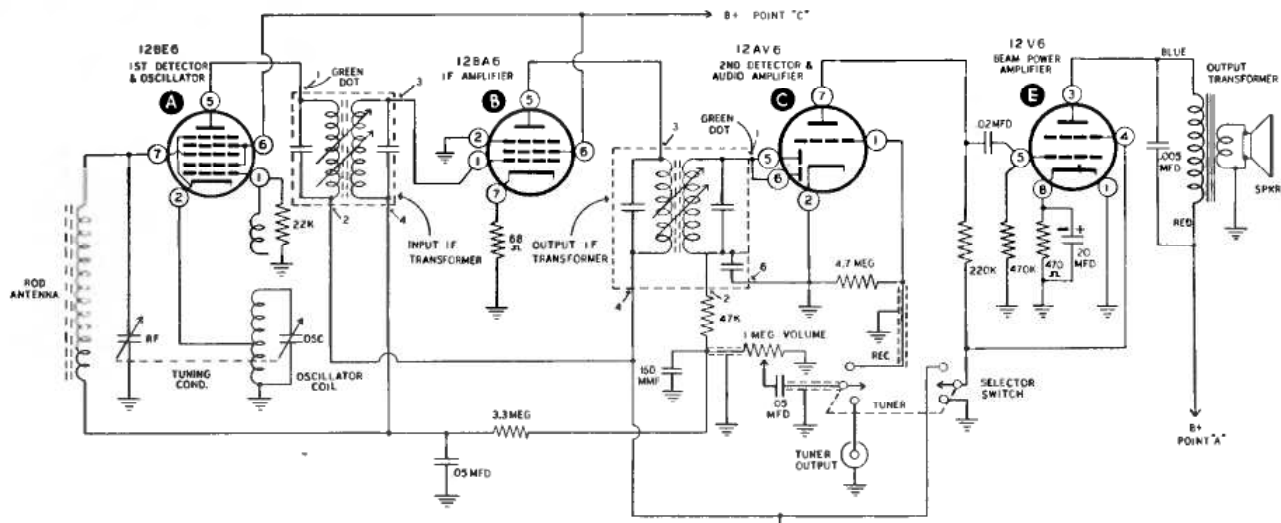 B+ POINT "C"
12BE6
1ST DETECTOR
& OSCILLATOR
A
5
7
6
1
2
22K
GREEN
DOT
1
3
2
4
INPUT IF
TRANSFORMER
12BA6
IF AMPLIFIER
B
5
2
1
6
7
68
Ω
OUTPUT IF
TRANSFORMER
3
4
GREEN
DOT
1
6
2
47K
12AV6
2ND DETECTOR &
AUDIO AMPLIFIER
C
7
1
5
6
2
4.7 MEG
12V6
BEAM POWER
AMPLIFIER
E
3
4
5
8
1
.02MFD
220K
470K
470
Ω
- +
20
MFD
BLUE
.005
MFD
RED
OUTPUT
TRANSFORMER
SPKR
B+
POINT "A"
ROD
ANTENNA
RF
OSC
TUNING
COND.
OSCILLATOR
COIL
3.3 MEG
.05 MFD
150
MMF
1 MEG VOLUME
.05
MFD
REC
TUNER
SELECTOR
SWITCH
TUNER
OUTPUT